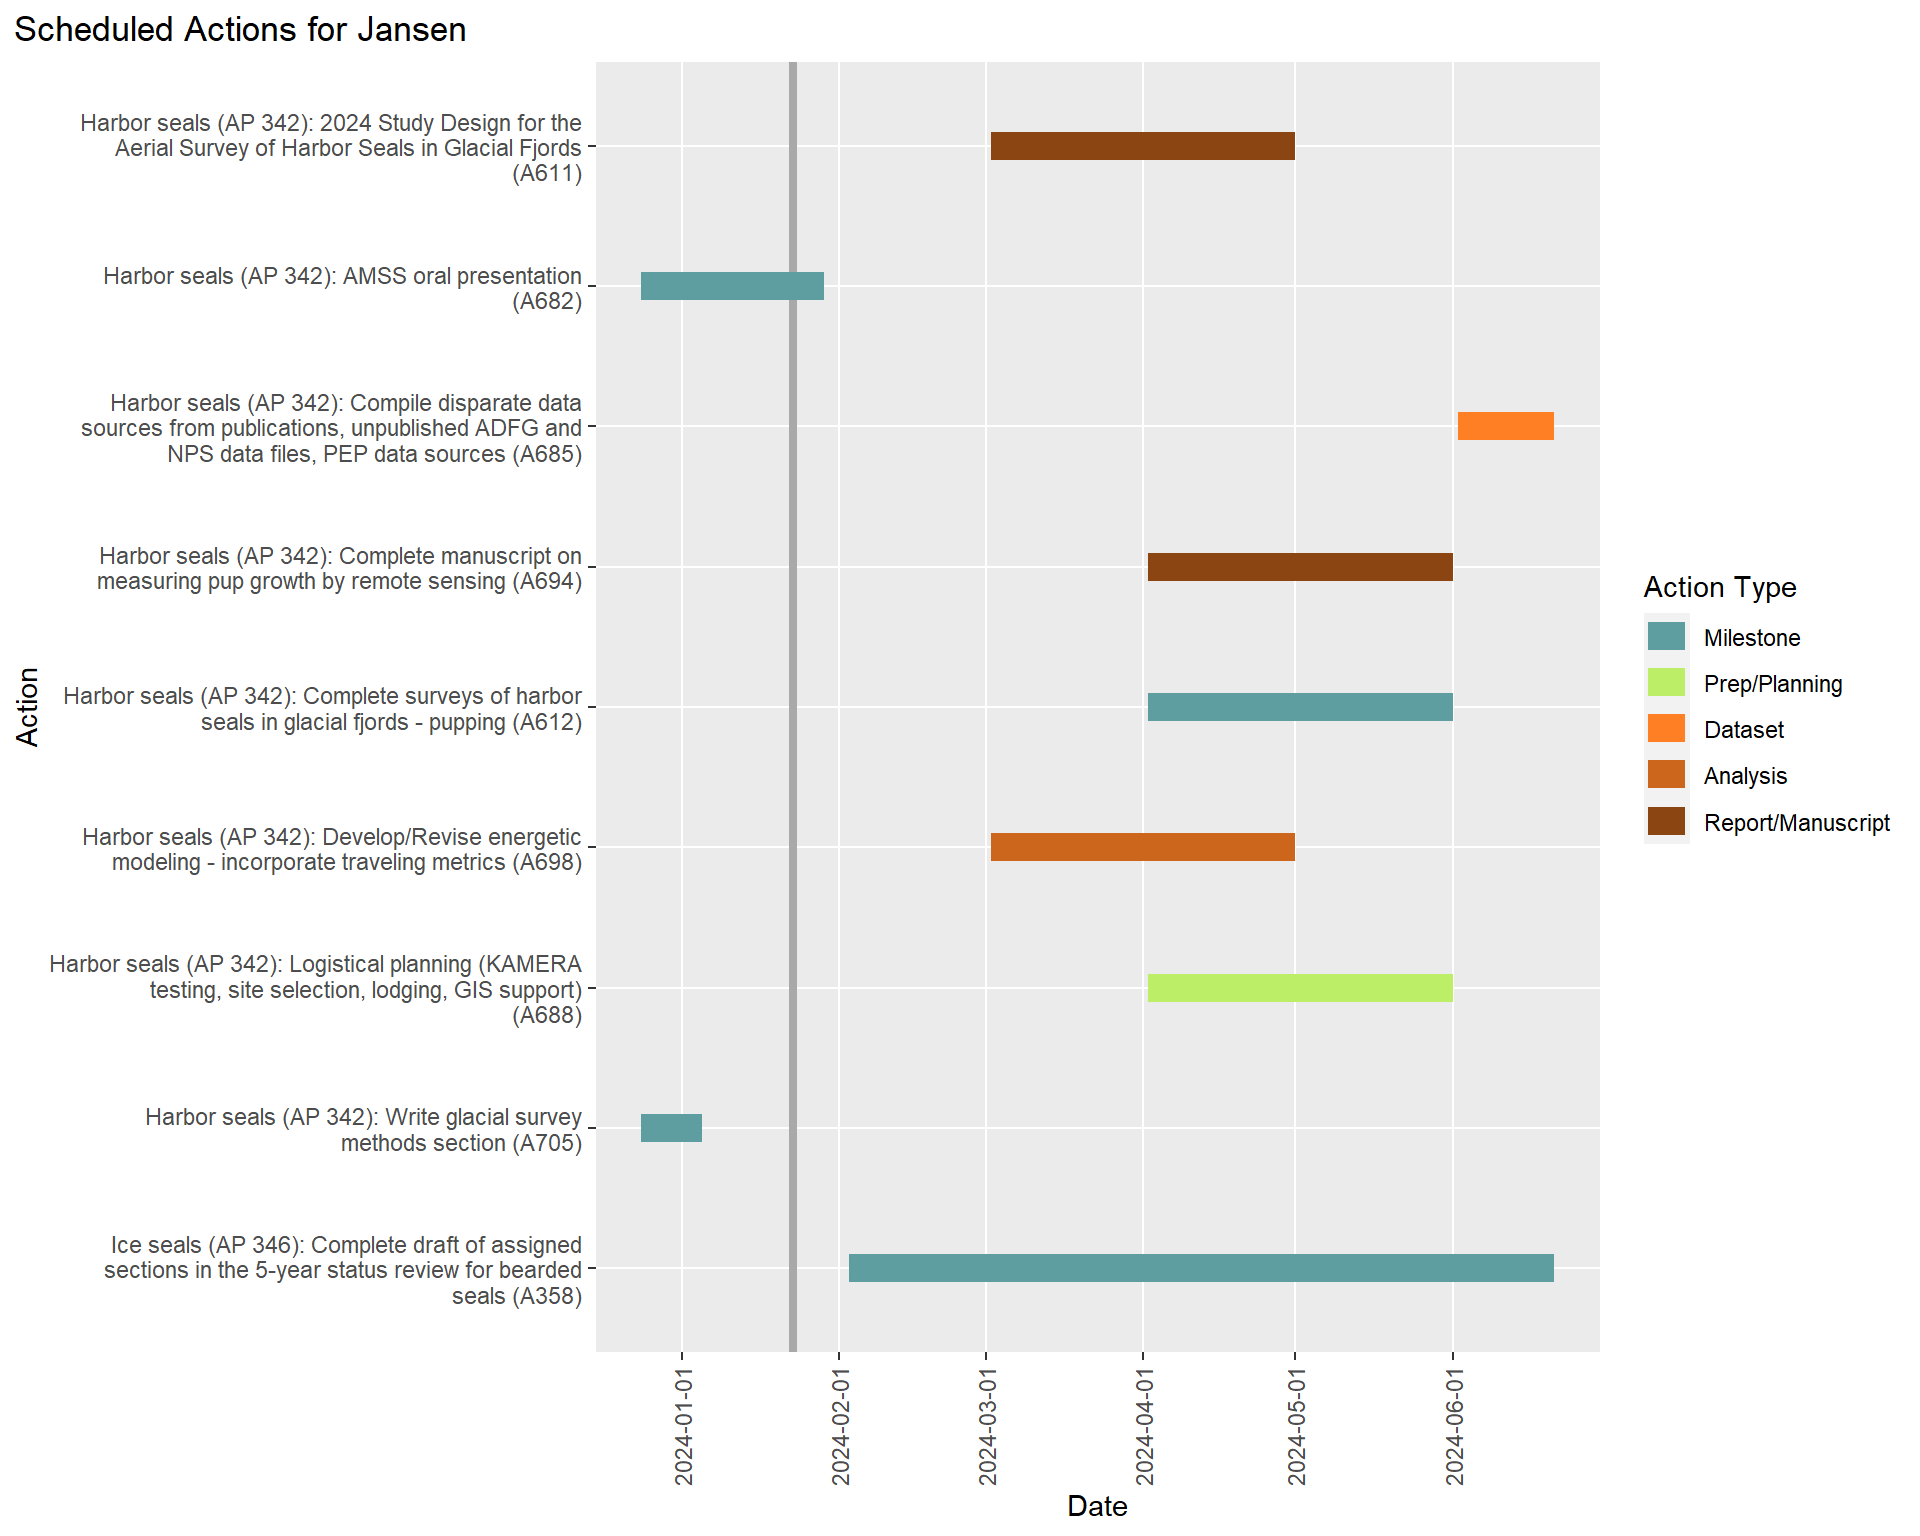 Scheduled Actions for Jansen
Harbor seals (AP 342): 2024 Study Design for the
Aerial Survey of Harbor Seals in Glacial Fjords
(A611)
Harbor seals (AP 342): AMSS oral presentation
(A682)
Harbor seals (AP 342): Compile disparate data
sources from publications, unpublished ADFG and
NPS data files, PEP data sources (A685)
Harbor seals (AP 342): Complete manuscript on
measuring pup growth by remote sensing (A694)
Harbor seals (AP 342): Complete surveys of harbor
seals in glacial fjords - pupping (A612)
Harbor seals (AP 342): Develop/Revise energetic
modeling - incorporate traveling metrics (A698)
Harbor seals (AP 342): Logistical planning (KAMERA
testing, site selection, lodging, GIS support)
(A688)
Harbor seals (AP 342): Write glacial survey
methods section (A705)
Ice seals (AP 346): Complete draft of assigned
sections in the 5-year status review for bearded
seals (A358)
Action
2024-01-01
2024-02-01
2024-03-01
2024-04-01
2024-05-01
2024-06-01
Date
Action Type
Milestone
Prep/Planning
Dataset
Analysis
Report/Manuscript